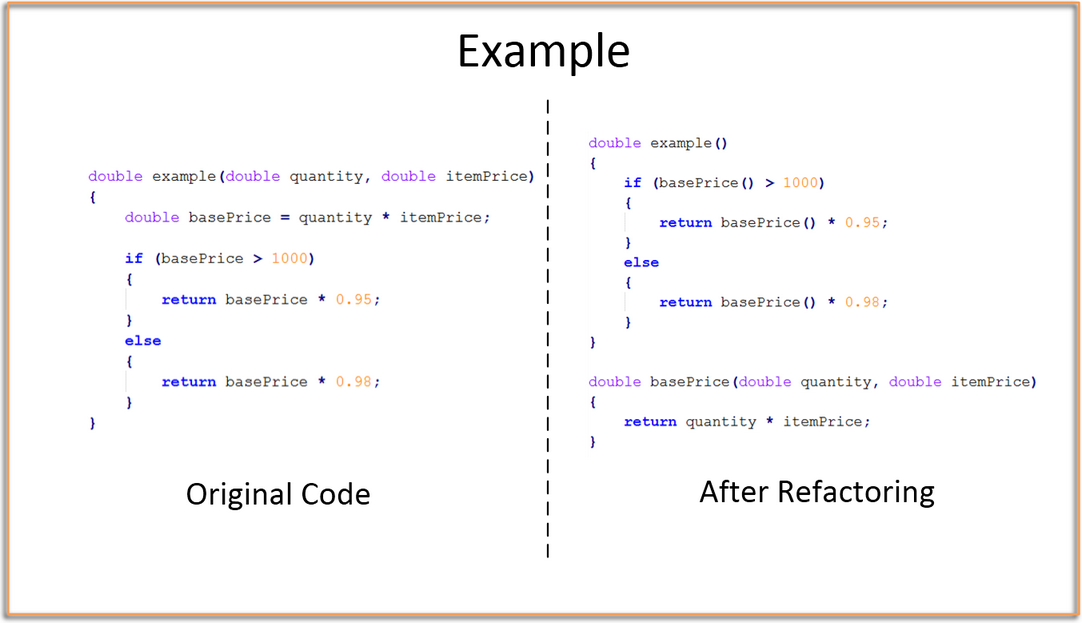 Example
double example(double quantity, double itemPrice)
{
    double basePrice = quantity * itemPrice;
    if (basePrice > 1000)
    {
        return basePrice * 0.95;
    }
    else
    {
        return basePrice * 0.98;
    }
}
Original Code
double example()
{
    if (basePrice() > 1000)
    {
        return basePrice() * 0.95;
    }
    else
    {
        return basePrice() * 0.98;
    }
}
double basePrice(double quantity, double itemPrice)
{
    return quantity * itemPrice;
}
After Refactoring